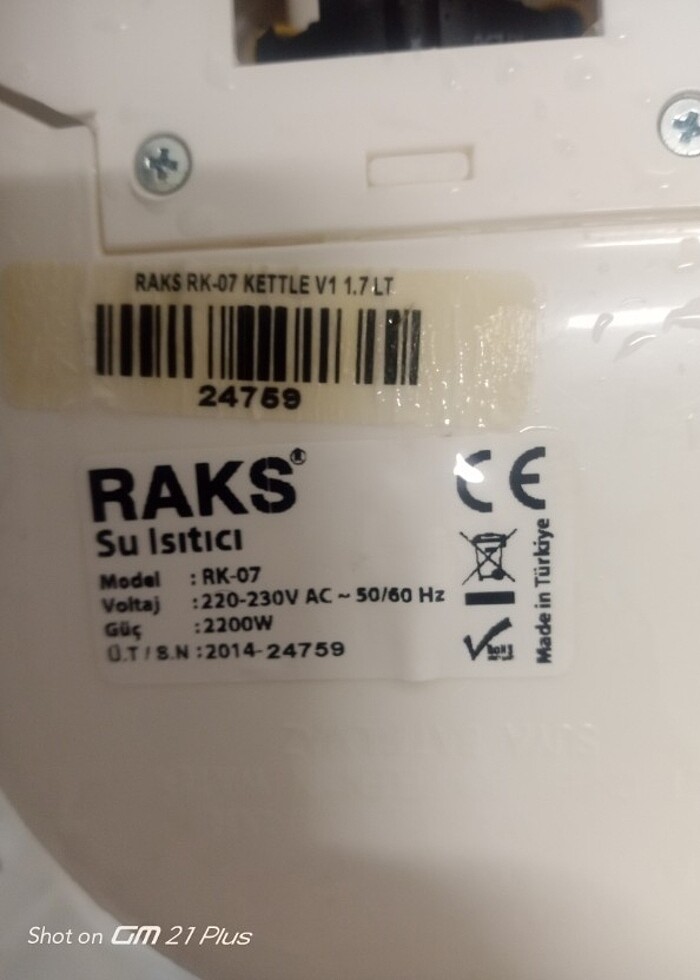 RAKS RK-07 KETTLE V1 1.7 LT
24759
RAKS®
CE
Su Isıtıcı
Model : RK-07
Voltaj : 220-230V AC ~ 50/60 Hz
Güç : 2200W
Ü.T / S.N : 2014-24759
RoHS
Made in Türkiye
Shot on GM 21 Plus